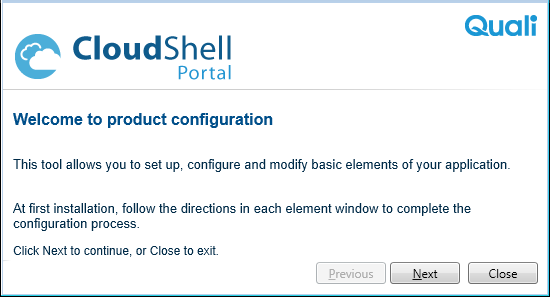 Quali
CloudShell
Portal
Welcome to product configuration
This tool allows you to set up, configure and modify basic elements of your application.
At first installation, follow the directions in each element window to complete the
configuration process.
Click Next to continue, or Close to exit.
Previous Next Close